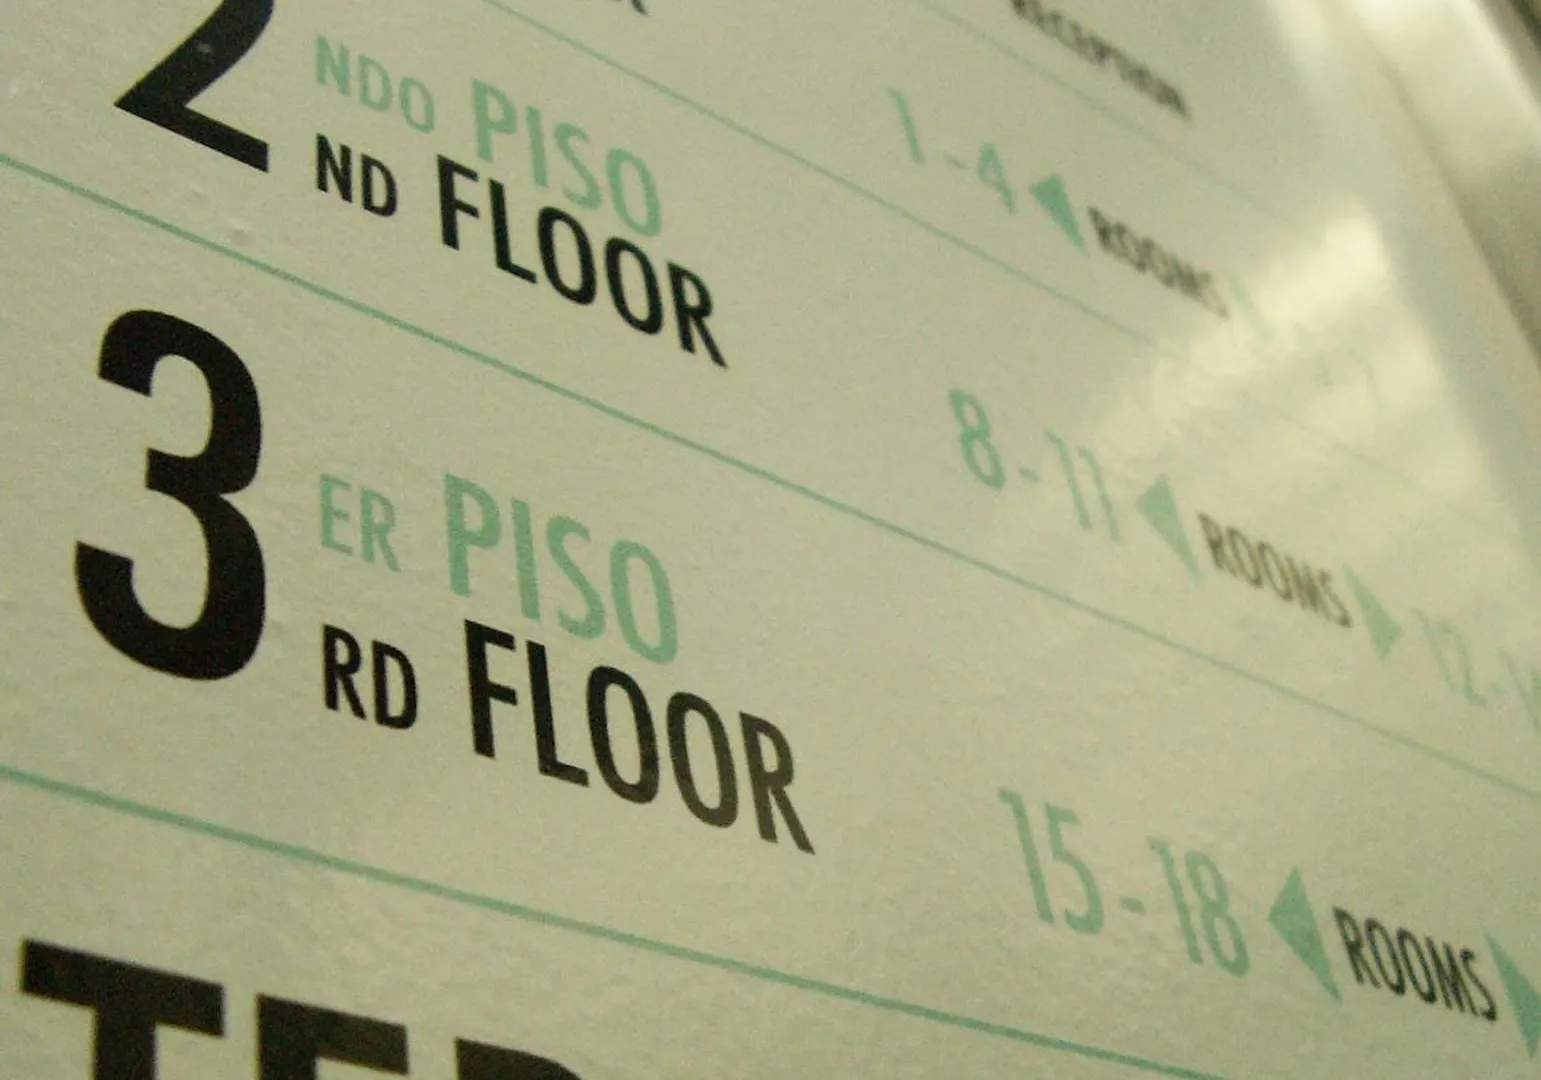 RECEPTION
1-4 ◀ ROOMS
2 NDO PISO
ND FLOOR
8-11 ◀ ROOMS ▶
3 ER PISO
RD FLOOR
15-18 ◀ ROOMS ▶